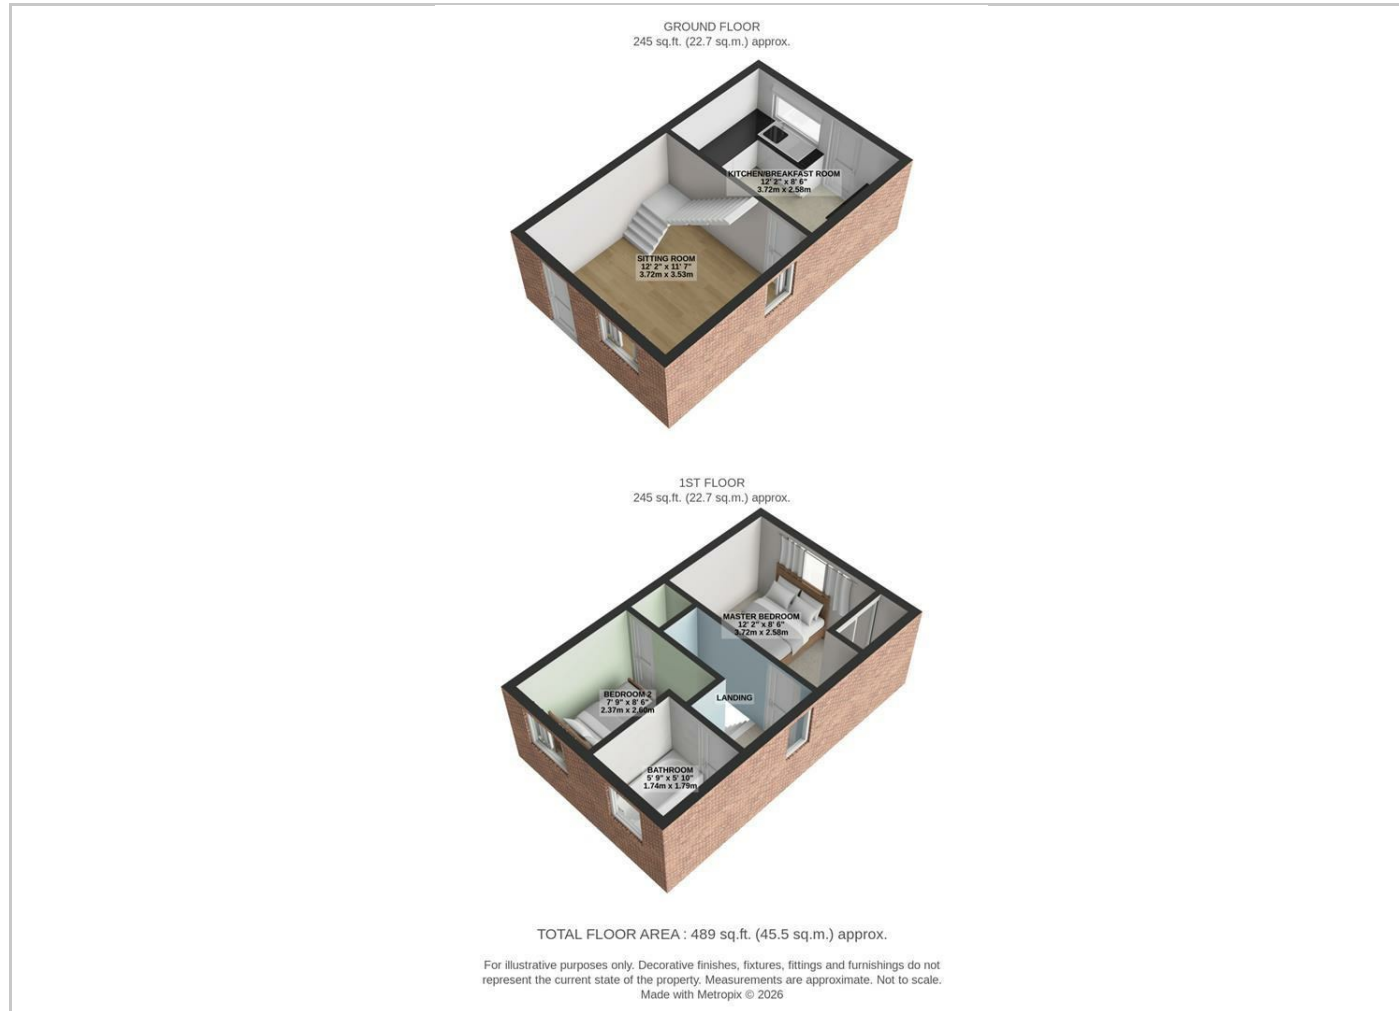 GROUND FLOOR
245 sq.ft. (22.7 sq.m.) approx.
KITCHEN/BREAKFAST ROOM
12' 2" x 8' 6"
3.72m x 2.58m
SITTING ROOM
12' 2" x 11' 7"
3.72m x 3.53m
1ST FLOOR
245 sq.ft. (22.7 sq.m.) approx.
MASTER BEDROOM
12' 2" x 8' 6"
3.72m x 2.58m
BEDROOM 2
7' 9" x 8' 6"
2.37m x 2.60m
LANDING
BATHROOM
5' 9" x 5' 10"
1.74m x 1.79m
TOTAL FLOOR AREA : 489 sq.ft. (45.5 sq.m.) approx.
For illustrative purposes only. Decorative finishes, fixtures, fittings and furnishings do not
represent the current state of the property. Measurements are approximate. Not to scale.
Made with Metropix © 2026